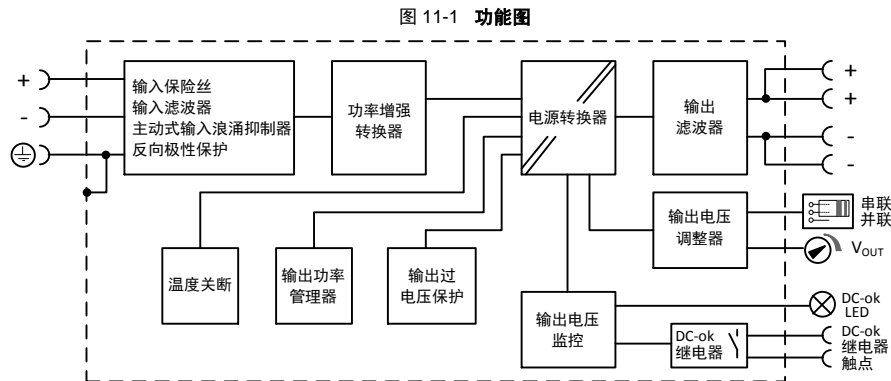 图 11-1 功能图
+
-
输入保险丝
输入滤波器
主动式输入浪涌抑制器
反向极性保护
功率增强
转换器
电源转换器
输出
滤波器
+
+
-
-
温度关断
输出功率
管理器
输出过
电压保护
输出电压
调整器
串联
并联
VOUT
输出电压
监控
DC-ok
LED
DC-ok
继电器
DC-ok
继电器
触点